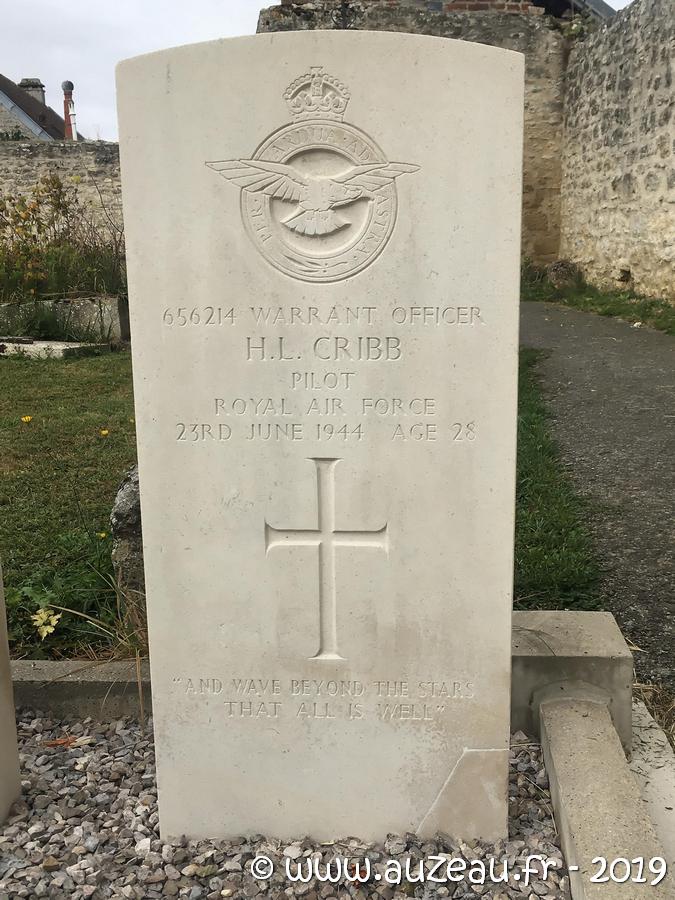 PER ARDUA AD ASTRA
656214 WARRANT OFFICER
H.L. CRIBB
PILOT
ROYAL AIR FORCE
23RD JUNE 1944 AGE 28
"AND WAVE BEYOND THE STARS
THAT ALL IS WELL"
© www.auzeau.fr - 2019